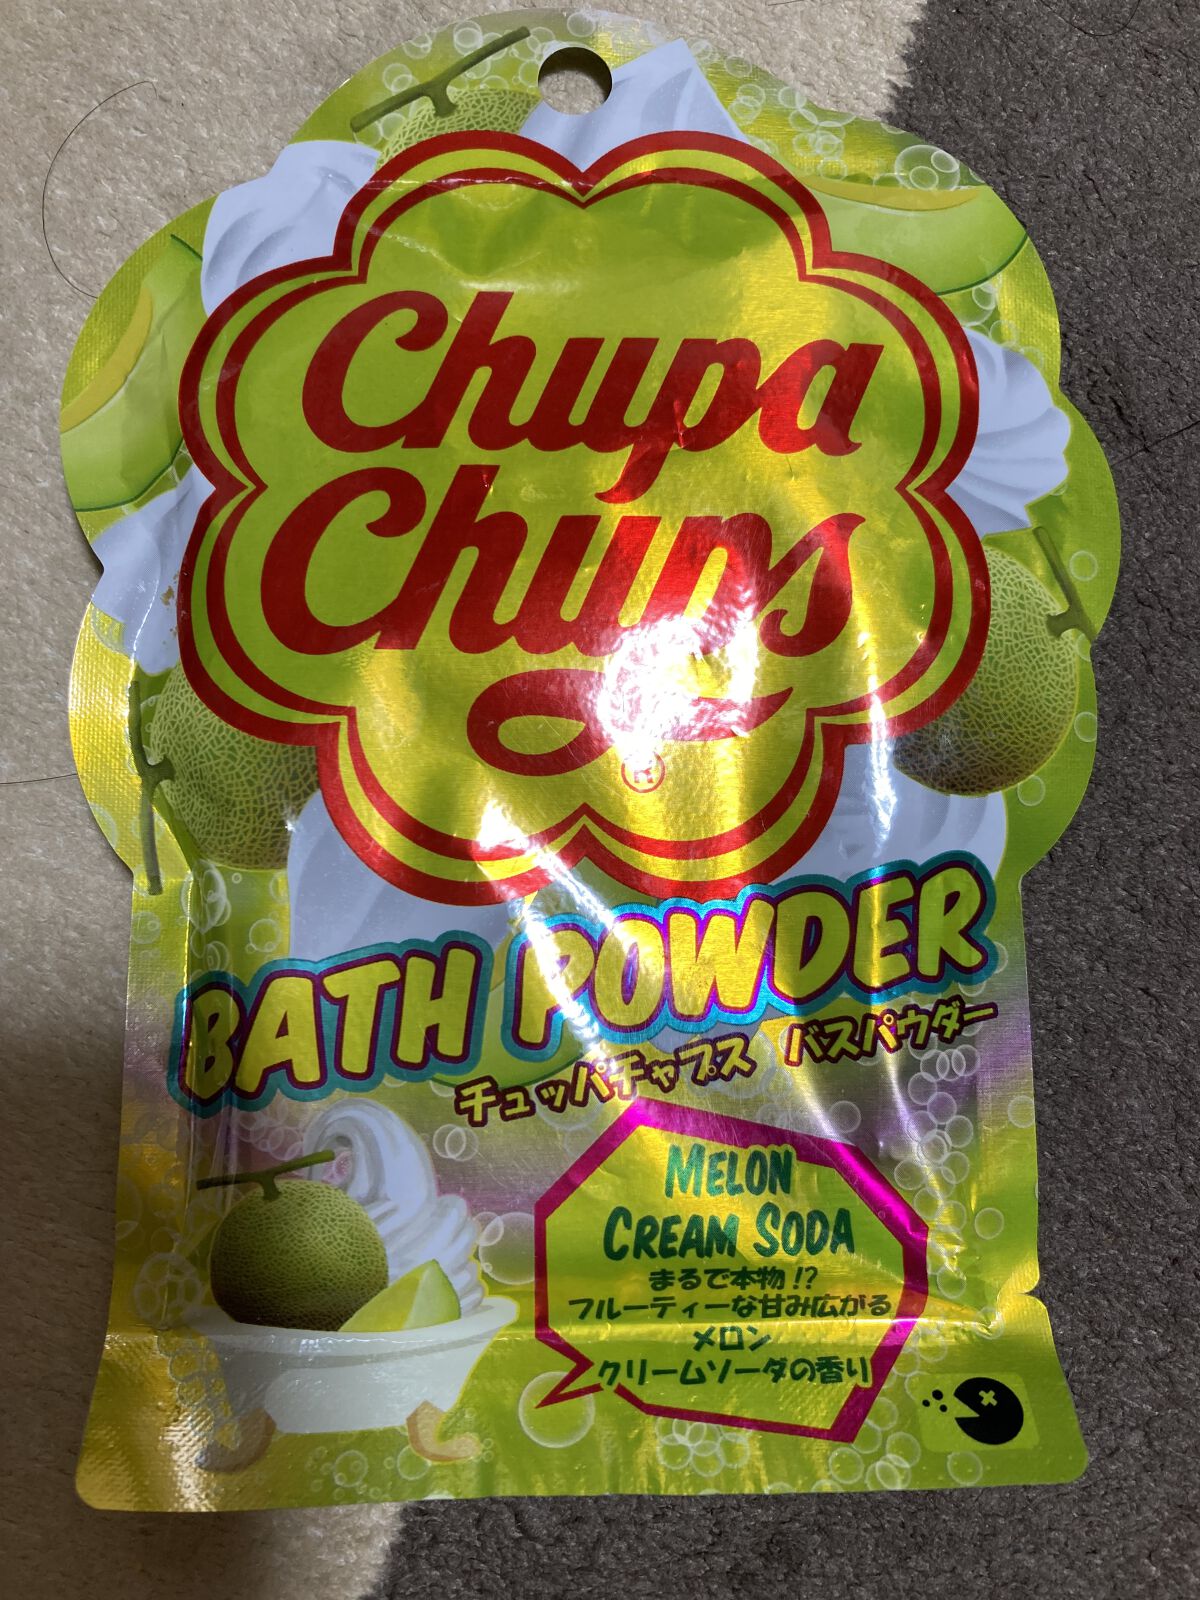 Chupa
Chups
®
BATH POWDER
チュッパチャプス バスパウダー
MELON
CREAM SODA
まるで本物!?
フルーティーな甘み広がる
メロン
クリームソーダの香り